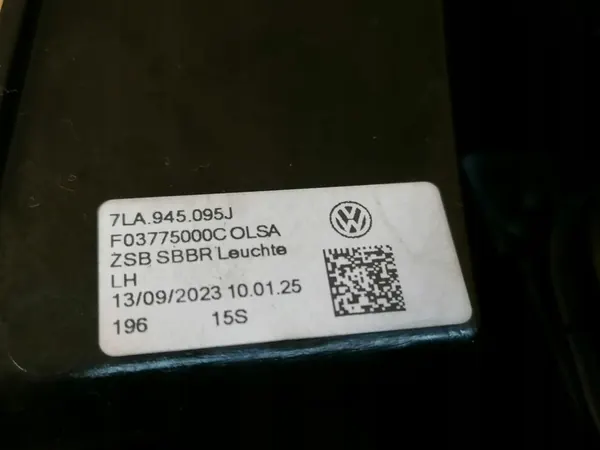 7LA.945.095J
F03775000C OLSA
ZSB SBBR Leuchte
LH
13/09/2023 10.01.25
196 15S